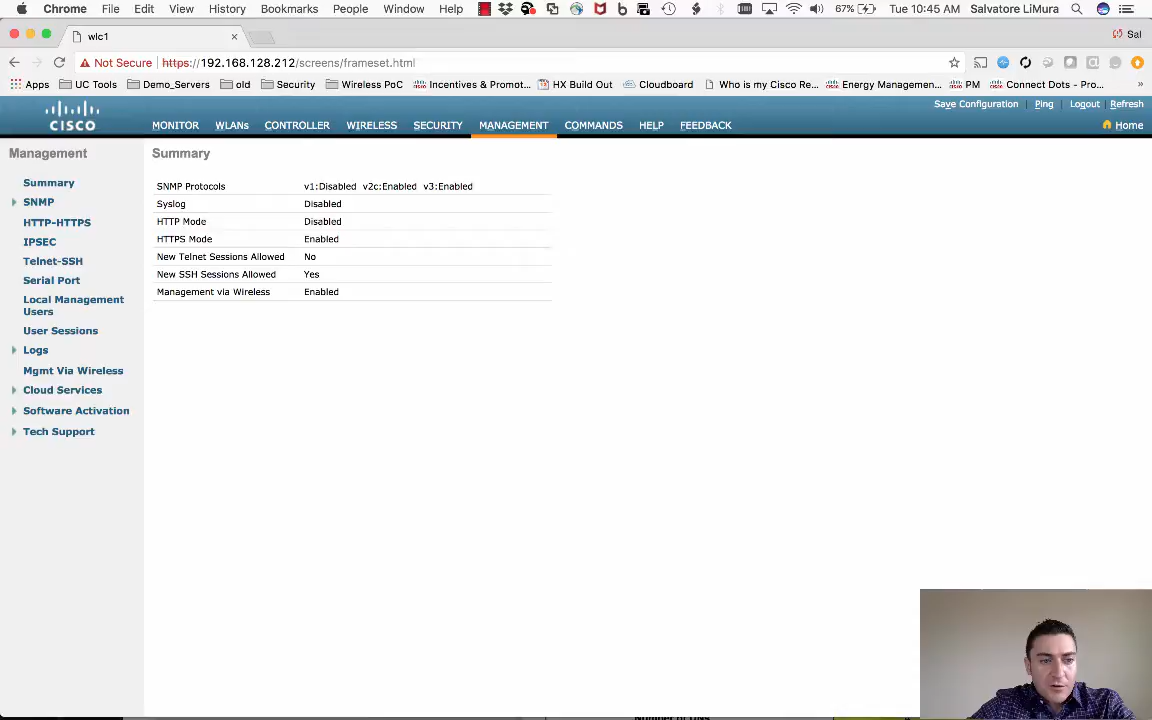 Chrome File Edit View History Bookmarks People Window Help 67% Tue 10:45 AM Salvatore LiMura
wlc1 Sal
Not Secure https://192.168.128.212/screens/frameset.html
Apps UC Tools Demo_Servers old Security Wireless PoC Incentives & Promot... HX Build Out Cloudboard Who is my Cisco Re... Energy Managemen... PM Connect Dots - Pro... »
Save Configuration Ping Logout Refresh
CISCO MONITOR WLANs CONTROLLER WIRELESS SECURITY MANAGEMENT COMMANDS HELP FEEDBACK Home
Management
Summary
SNMP
HTTP-HTTPS
IPSEC
Telnet-SSH
Serial Port
Local Management
Users
User Sessions
Logs
Mgmt Via Wireless
Cloud Services
Software Activation
Tech Support
Summary
SNMP Protocols v1:Disabled v2c:Enabled v3:Enabled
Syslog Disabled
HTTP Mode Disabled
HTTPS Mode Enabled
New Telnet Sessions Allowed No
New SSH Sessions Allowed Yes
Management via Wireless Enabled